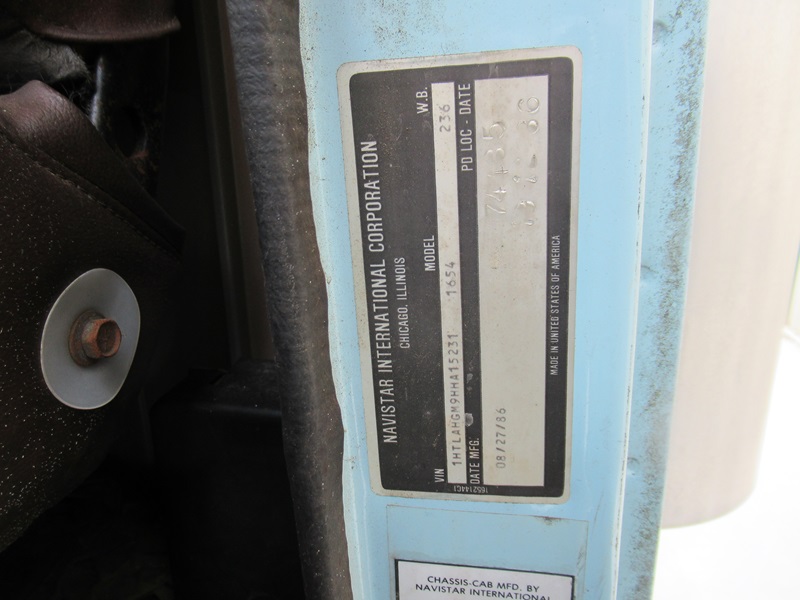 NAVISTAR INTERNATIONAL CORPORATION
CHICAGO, ILLINOIS
VIN MODEL W.B.
1HTLAHGM9HHA15231 1654 236
DATE MFG. PD LOC - DATE
08/27/86
MADE IN UNITED STATES OF AMERICA
1652144C1
CHASSIS-CAB MFD. BY
NAVISTAR INTERNATIONAL